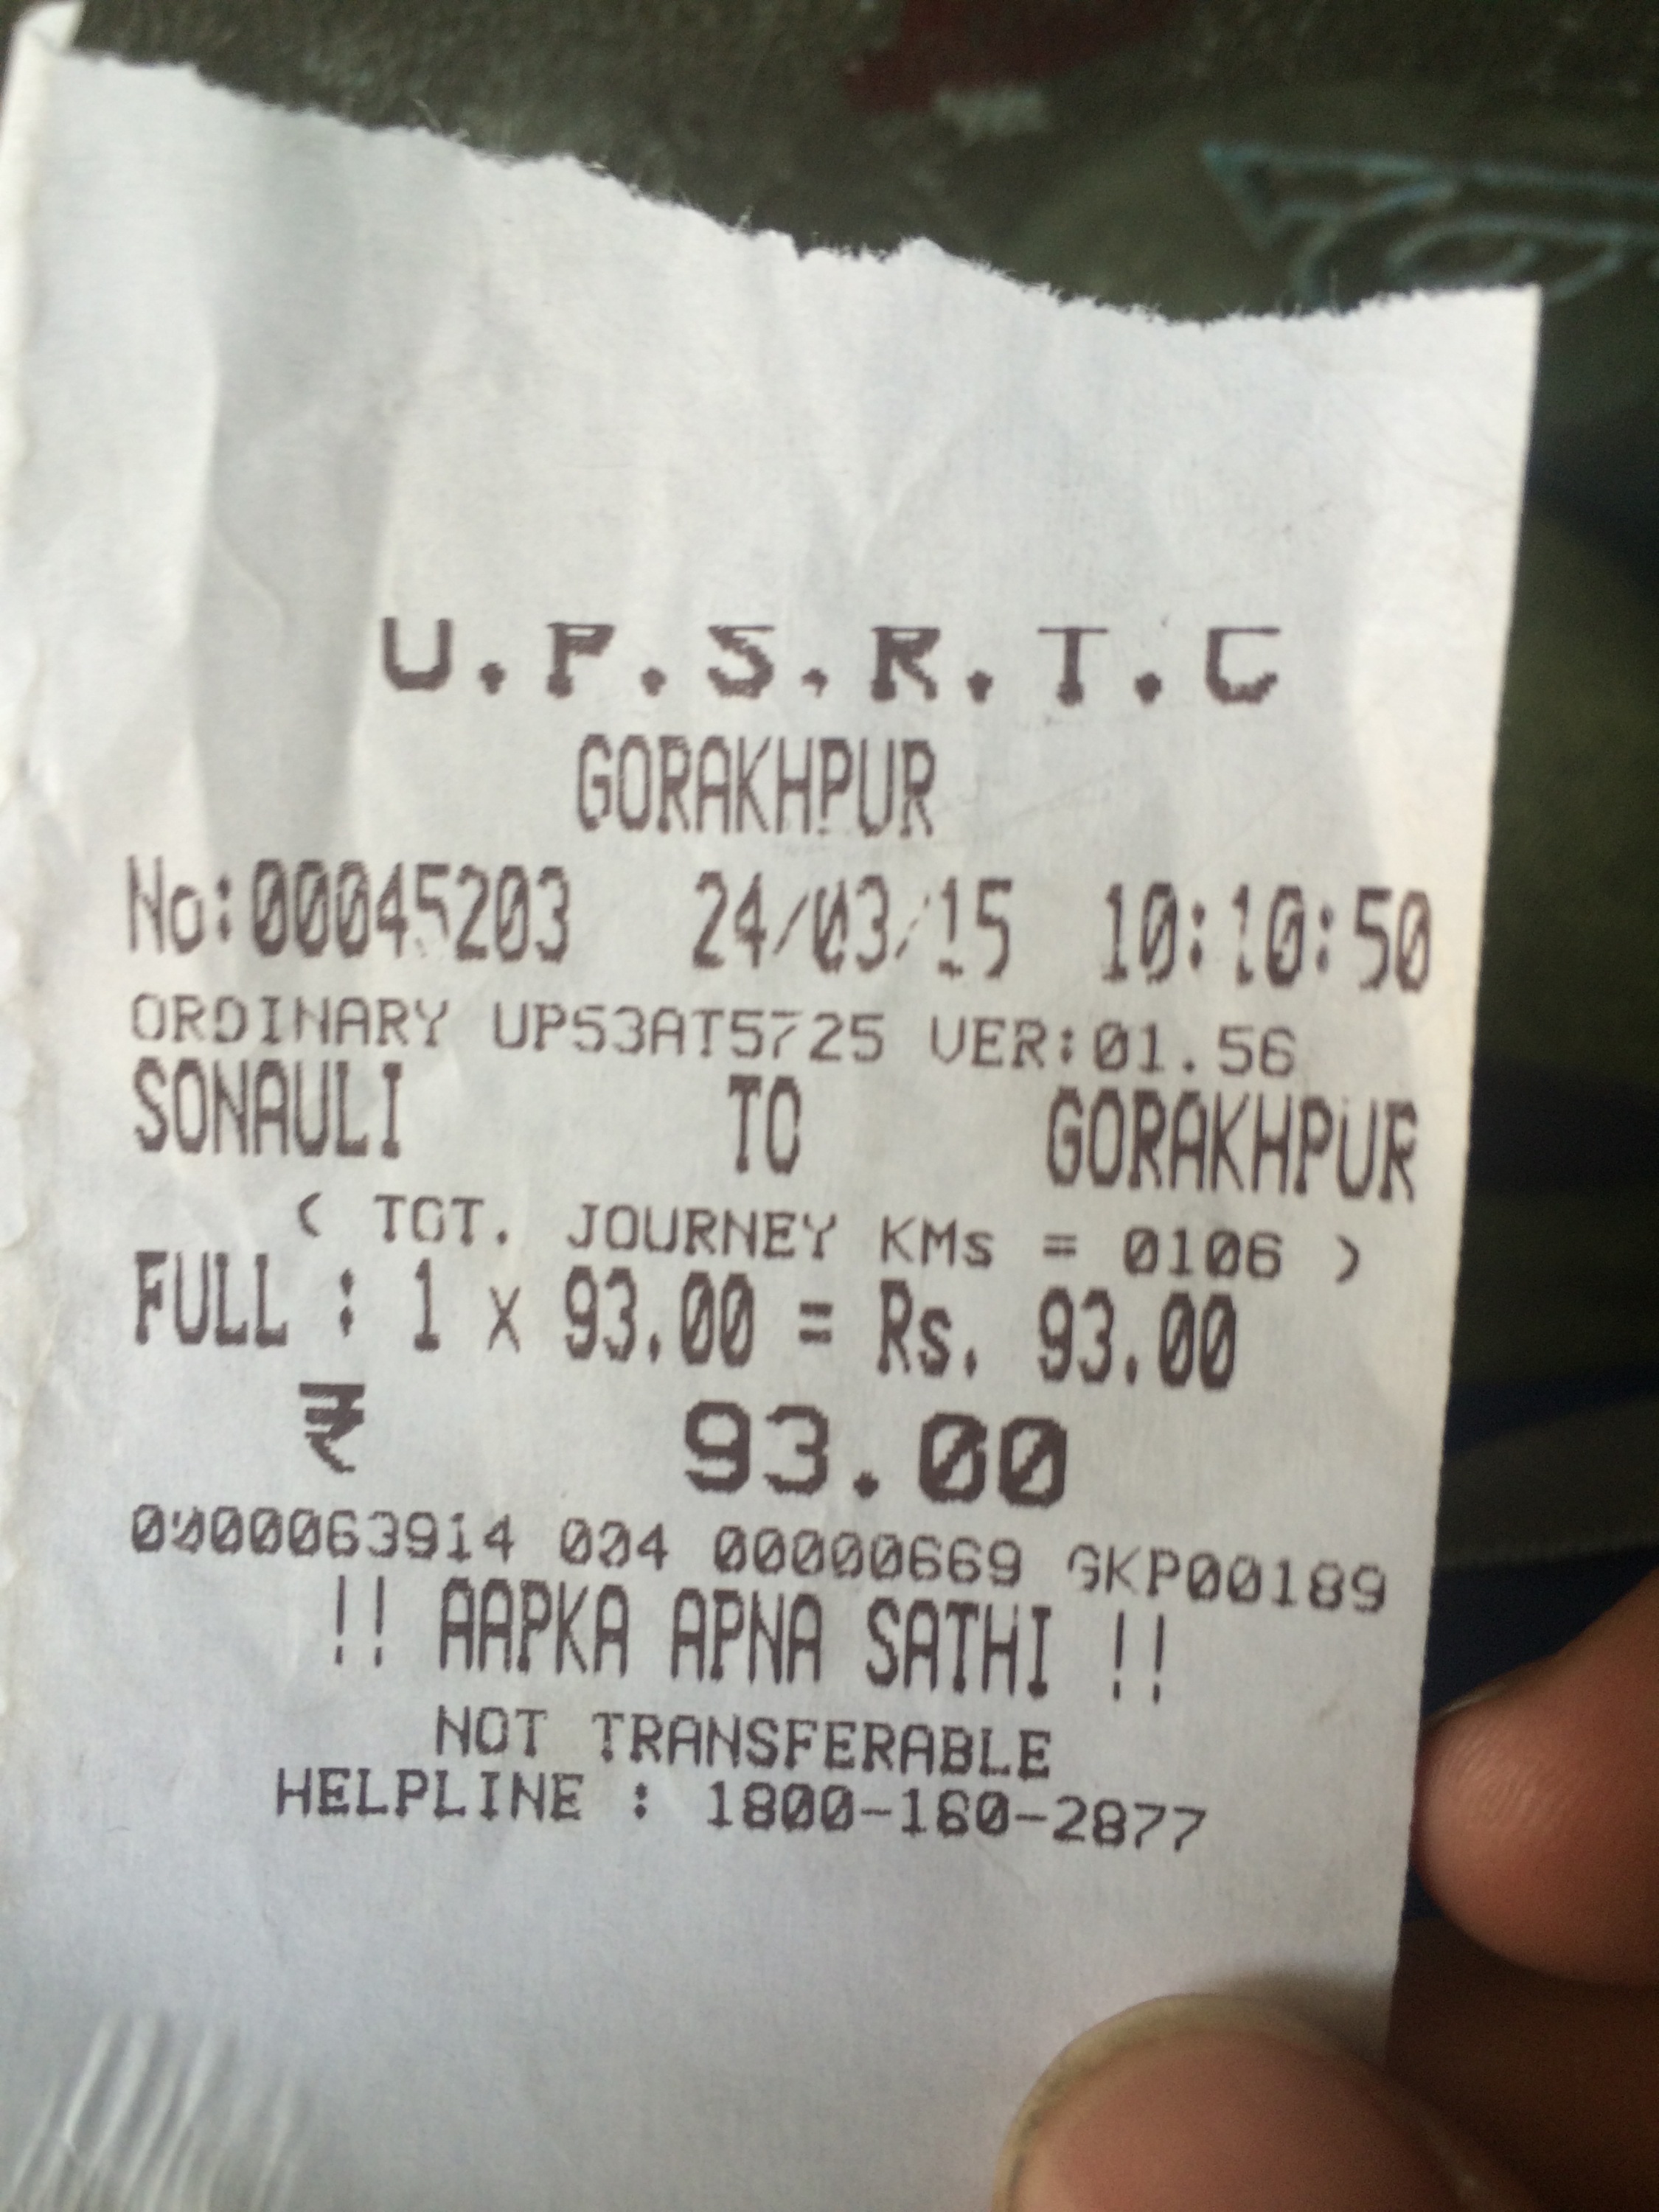 U.P.S.R.T.C
GORAKHPUR
No:00045203 24/03/15 10:10:50
ORDINARY UP53AT5725 VER:01.56
SONAULI TO GORAKHPUR
( TOT. JOURNEY KMs = 0106 )
FULL : 1 x 93.00 = Rs. 93.00
₹ 93.00
0000063914 004 00000669 GKP00189
!! AAPKA APNA SATHI !!
NOT TRANSFERABLE
HELPLINE : 1800-180-2877